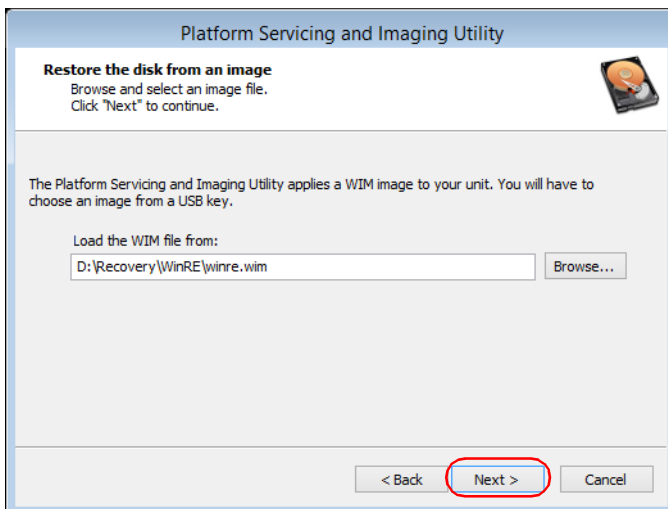 Platform Servicing and Imaging Utility
Restore the disk from an image
Browse and select an image file.
Click "Next" to continue.
The Platform Servicing and Imaging Utility applies a WIM image to your unit. You will have to
choose an image from a USB key.
Load the WIM file from:
D:\Recovery\WinRE\winre.wim
Browse...
< Back
Next >
Cancel